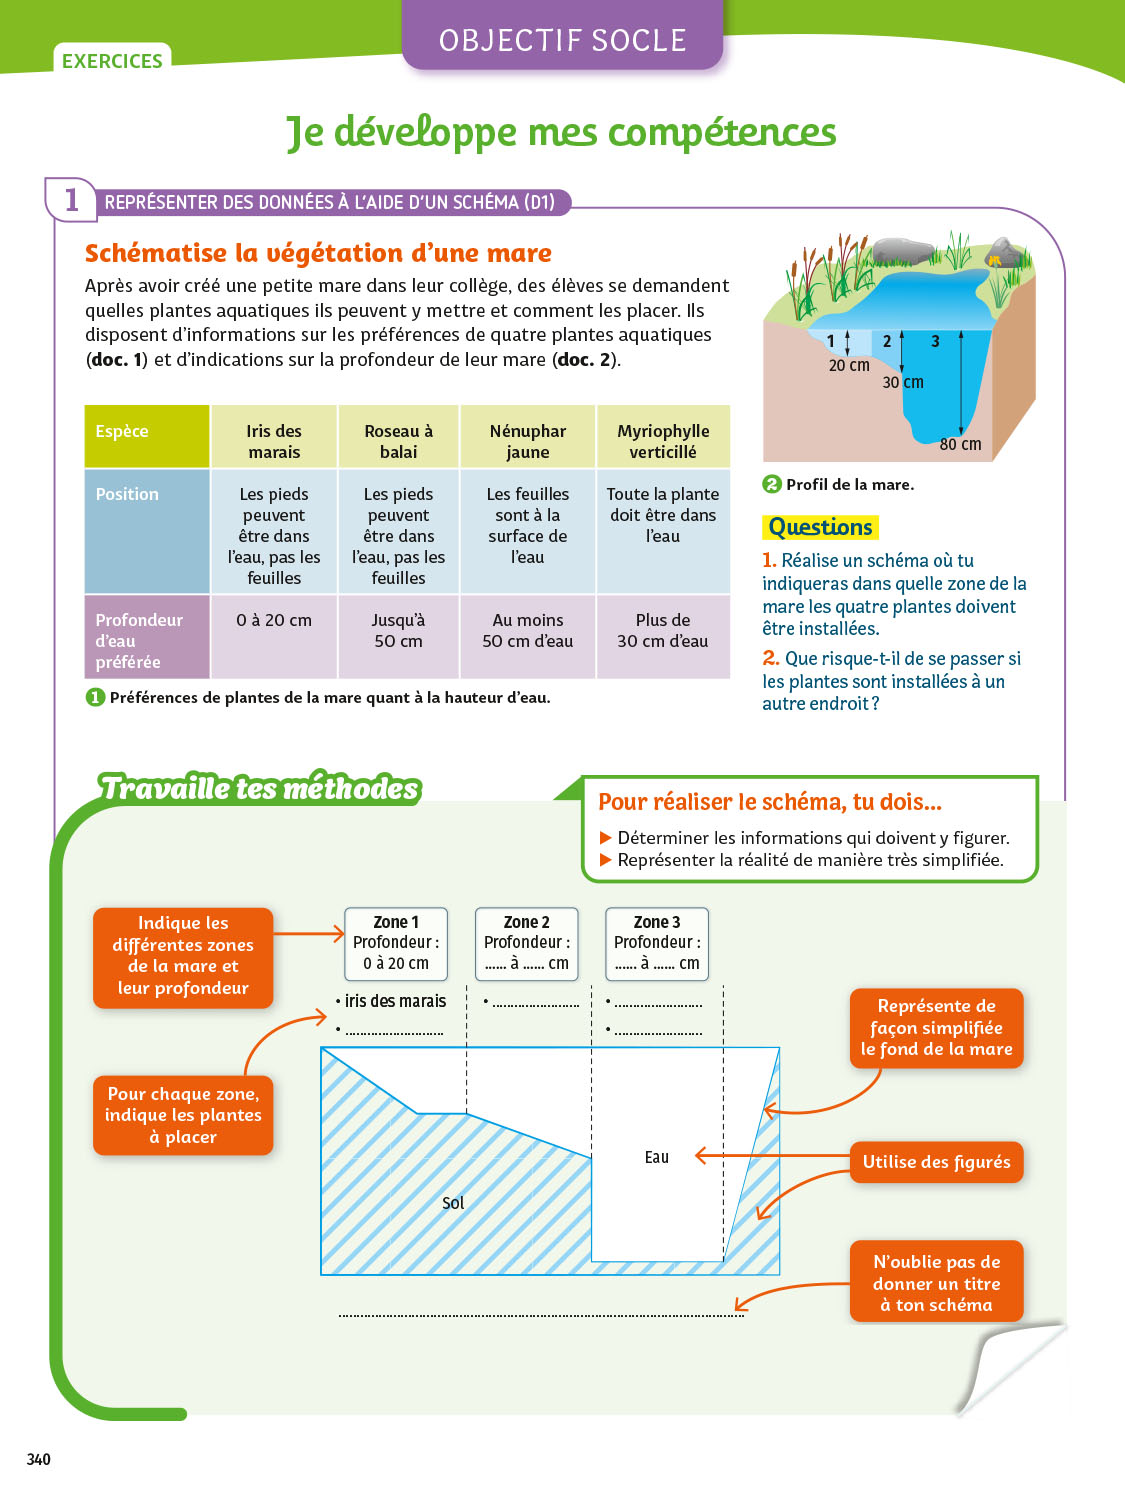 EXERCICES
OBJECTIF SOCLE
Je développe mes compétences
1
REPRÉSENTER DES DONNÉES À L'AIDE D'UN SCHÉMA (D1)
Schématise la végétation d'une mare
Après avoir créé une petite mare dans leur collège, des élèves se demandent
quelles plantes aquatiques ils peuvent y mettre et comment les placer. Ils
disposent d'informations sur les préférences de quatre plantes aquatiques
(doc. 1) et d'indications sur la profondeur de leur mare (doc. 2).
Espèce
Iris des
marais
Roseau à
balai
Nénuphar
jaune
Myriophylle
verticillé
Position
Les pieds
peuvent
être dans
l'eau, pas les
feuilles
Les pieds
peuvent
être dans
l'eau, pas les
feuilles
Les feuilles
sont à la
surface de
l'eau
Toute la plante
doit être dans
l'eau
Profondeur
d'eau
préférée
0 à 20 cm
Jusqu'à
50 cm
Au moins
50 cm d'eau
Plus de
30 cm d'eau
1 Préférences de plantes de la mare quant à la hauteur d'eau.
1
2
3
20 cm
30 cm
80 cm
2 Profil de la mare.
Questions
1. Réalise un schéma où tu
indiqueras dans quelle zone de la
mare les quatre plantes doivent
être installées.
2. Que risque-t-il de se passer si
les plantes sont installées à un
autre endroit ?
Travaille tes méthodes
Pour réaliser le schéma, tu dois...
▶ Déterminer les informations qui doivent y figurer.
▶ Représenter la réalité de manière très simplifiée.
Indique les
différentes zones
de la mare et
leur profondeur
Zone 1
Profondeur :
0 à 20 cm
Zone 2
Profondeur :
...... à ...... cm
Zone 3
Profondeur :
...... à ...... cm
• iris des marais
• ..........................
• .......................
• .......................
• .......................
Pour chaque zone,
indique les plantes
à placer
Représente de
façon simplifiée
le fond de la mare
Eau
Utilise des figurés
Sol
N'oublie pas de
donner un titre
à ton schéma
..............................................................................................................
340